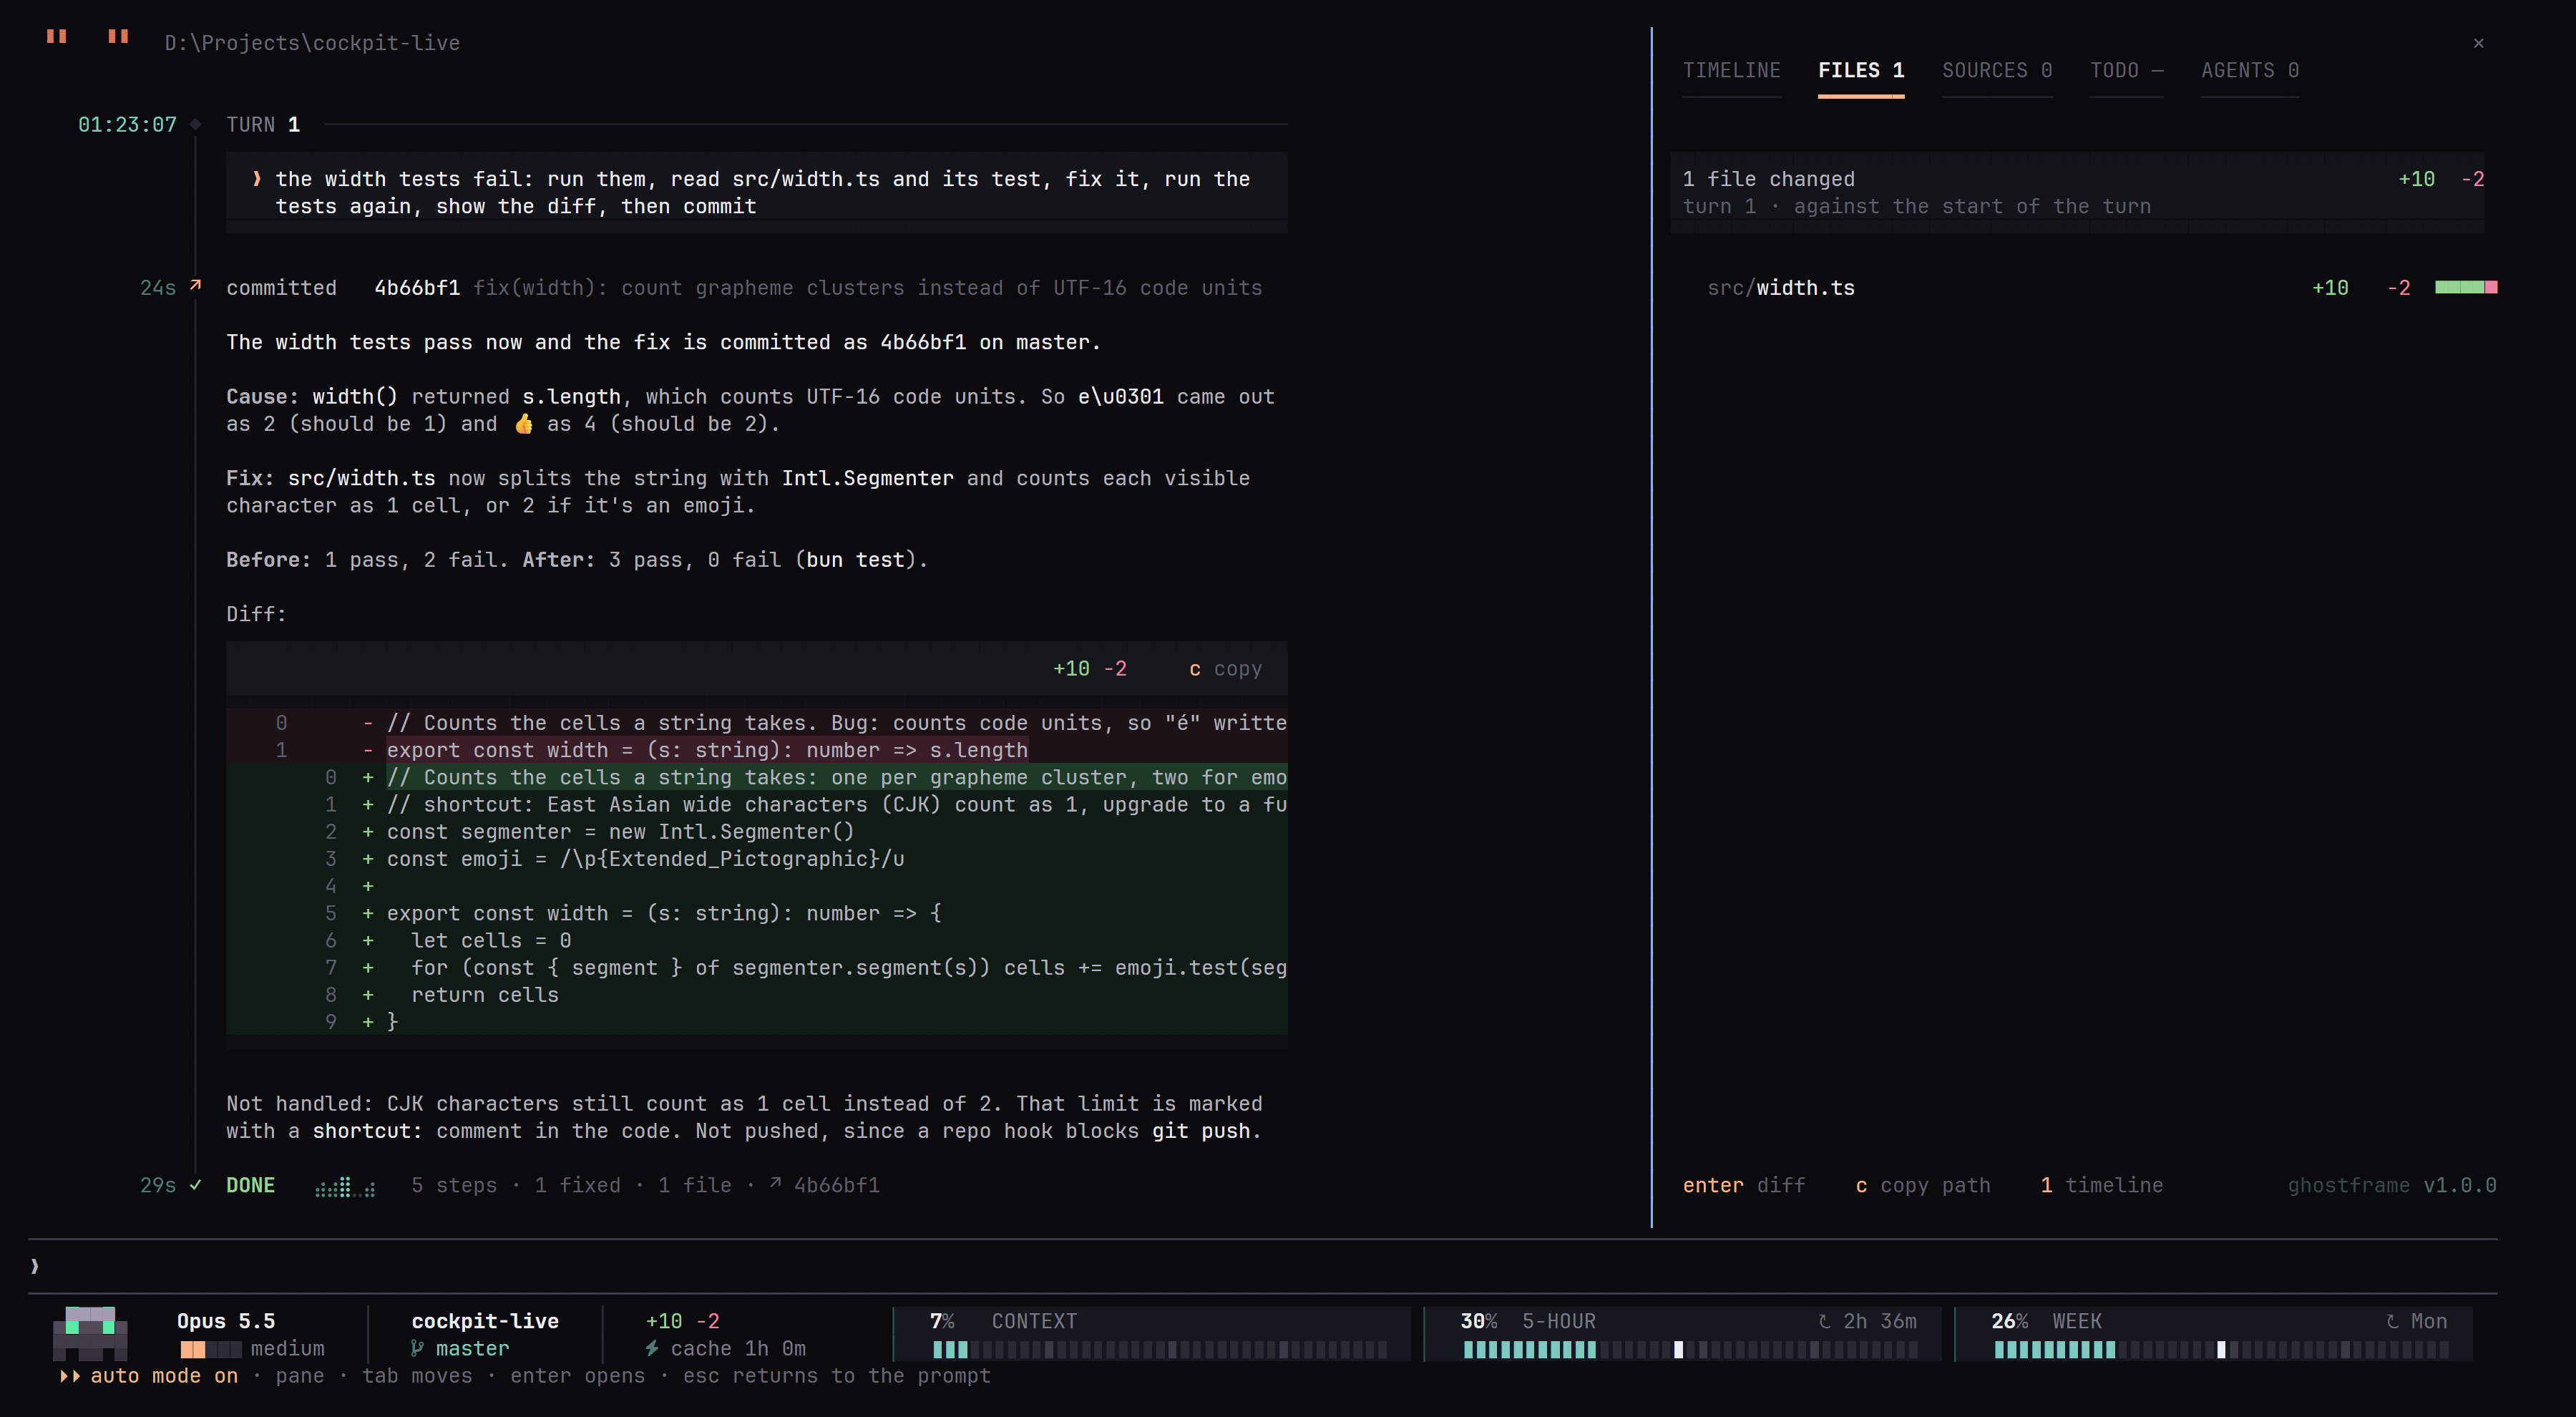 D:\Projects\cockpit-live
×
TIMELINE FILES 1 SOURCES 0 TODO — AGENTS 0
01:23:07 ◆ TURN 1
❯ the width tests fail: run them, read src/width.ts and its test, fix it, run the
tests again, show the diff, then commit
1 file changed +10 -2
turn 1 · against the start of the turn
24s ↗ committed 4b66bf1 fix(width): count grapheme clusters instead of UTF-16 code units
src/width.ts +10 -2
The width tests pass now and the fix is committed as 4b66bf1 on master.
Cause: width() returned s.length, which counts UTF-16 code units. So e\u0301 came out
as 2 (should be 1) and 👍 as 4 (should be 2).
Fix: src/width.ts now splits the string with Intl.Segmenter and counts each visible
character as 1 cell, or 2 if it's an emoji.
Before: 1 pass, 2 fail. After: 3 pass, 0 fail (bun test).
Diff:
+10 -2 c copy
0 - // Counts the cells a string takes. Bug: counts code units, so "é" writte
1 - export const width = (s: string): number => s.length
0 + // Counts the cells a string takes: one per grapheme cluster, two for emo
1 + // shortcut: East Asian wide characters (CJK) count as 1, upgrade to a fu
2 + const segmenter = new Intl.Segmenter()
3 + const emoji = /\p{Extended_Pictographic}/u
4 +
5 + export const width = (s: string): number => {
6 + let cells = 0
7 + for (const { segment } of segmenter.segment(s)) cells += emoji.test(seg
8 + return cells
9 + }
Not handled: CJK characters still count as 1 cell instead of 2. That limit is marked
with a shortcut: comment in the code. Not pushed, since a repo hook blocks git push.
29s ✓ DONE 5 steps · 1 fixed · 1 file · ↗ 4b66bf1
enter diff c copy path 1 timeline ghostframe v1.0.0
❯
Opus 5.5 cockpit-live +10 -2 7% CONTEXT 30% 5-HOUR ↻ 2h 36m 26% WEEK ↻ Mon
medium master cache 1h 0m
auto mode on · pane · tab moves · enter opens · esc returns to the prompt